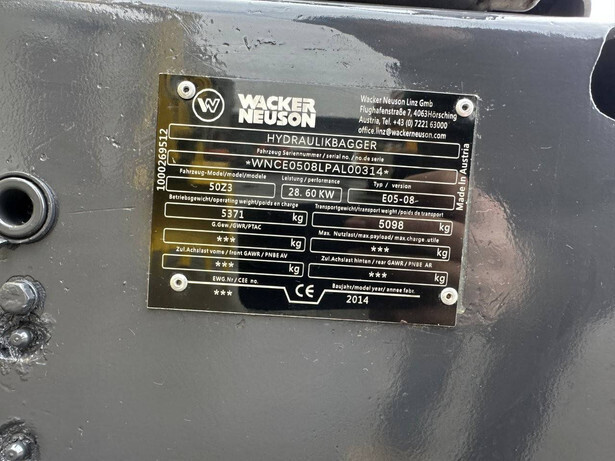 WACKER NEUSON
Wacker Neuson Linz Gmb
Flughafenstraße 7, 4063Hörsching
Austria, Tel. +43 (0) 7221 63000
office.linz@wackerneuson.com
HYDRAULIKBAGGER
Fahrzeug Seriennummer / serial no./ no.de serie
*WNCE0508LPAL00314*
Fahrzeug-Model/model/modele
Leistung / performance
Typ / version
50Z3
28.60 KW
E05-08-
Betriebsgewicht/operating weight/poids en charge
Transportgewicht/transport weight/poids de transport
5371 kg
5098 kg
G.Gew/GWR/PTAC
Max. Nutzlast/max. payload/max.charge.utile
*** kg
*** kg
Zul.Achslast vorne / front GAWR / PNBE AV
Zul.Achslast hinten / rear GAWR / PNBE AR
*** kg
*** kg
EWG.Nr / CEE no.
***
CE
Baujahr/model year/ annee fabr.
2014
1000269512
Made in Austria